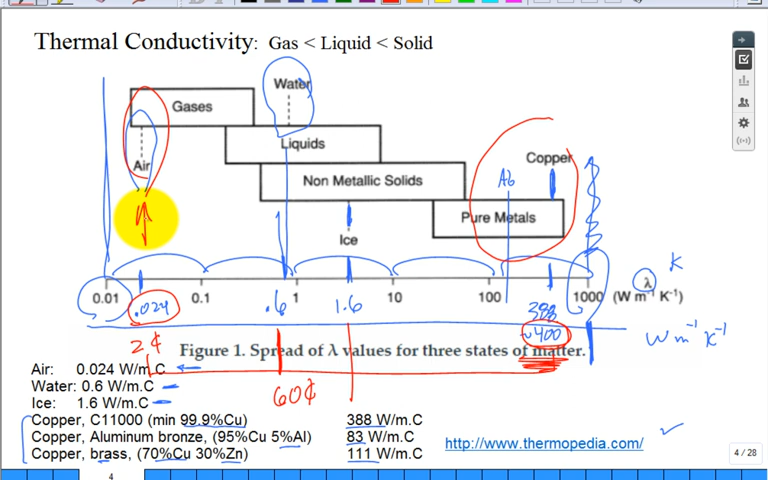 Thermal Conductivity: Gas < Liquid < Solid
Water
Gases
Liquids
Air
Copper
Ab
Non Metallic Solids
Pure Metals
Ice
K
λ
0.01 0.1 1 10 100 1000 (W m⁻¹ K⁻¹)
.024 .6 1.6 388
~400
W m⁻¹ K⁻¹
2¢
Figure 1. Spread of λ values for three states of matter.
60¢
Air: 0.024 W/m.C
Water: 0.6 W/m.C
Ice: 1.6 W/m.C
Copper, C11000 (min 99.9%Cu) 388 W/m.C
Copper, Aluminum bronze, (95%Cu 5%Al) 83 W/m.C
Copper, brass, (70%Cu 30%Zn) 111 W/m.C
http://www.thermopedia.com/
4 / 28
4